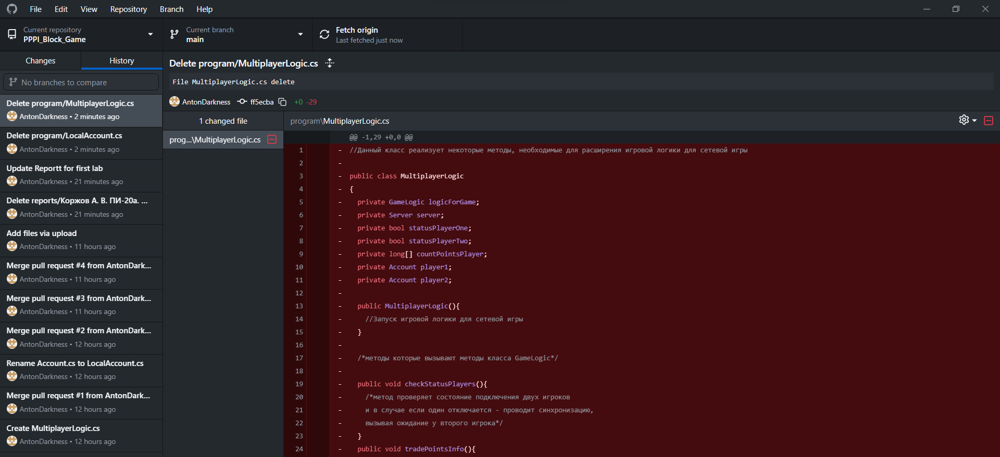 File Edit View Repository Branch Help
Current repository
PPPI_Block_Game
Current branch
main
Fetch origin
Last fetched just now
Changes
History
No branches to compare
Delete program/MultiplayerLogic.cs
AntonDarkness • 2 minutes ago
Delete program/LocalAccount.cs
AntonDarkness • 2 minutes ago
Update Reportt for first lab
AntonDarkness • 21 minutes ago
Delete reports/Коржов А. В. ПИ-20а. ...
AntonDarkness • 21 minutes ago
Add files via upload
AntonDarkness • 11 hours ago
Merge pull request #4 from AntonDark...
AntonDarkness • 11 hours ago
Merge pull request #3 from AntonDark...
AntonDarkness • 11 hours ago
Merge pull request #2 from AntonDark...
AntonDarkness • 12 hours ago
Rename Account.cs to LocalAccount.cs
AntonDarkness • 12 hours ago
Merge pull request #1 from AntonDark...
AntonDarkness • 12 hours ago
Create MultiplayerLogic.cs
AntonDarkness • 12 hours ago
Delete program/MultiplayerLogic.cs
File MultiplayerLogic.cs delete
AntonDarkness ff5ecba +0 -29
1 changed file
prog...\MultiplayerLogic.cs
program\MultiplayerLogic.cs
@@ -1,29 +0,0 @@
1 - //Данный класс реализует некоторые методы, необходимые для расширения игровой логики для сетевой игры
2 -
3 - public class MultiplayerLogic
4 - {
5 - private GameLogic logicForGame;
6 - private Server server;
7 - private bool statusPlayerOne;
8 - private bool statusPlayerTwo;
9 - private long[] countPointsPlayer;
10 - private Account player1;
11 - private Account player2;
12 -
13 - public MultiplayerLogic(){
14 - //Запуск игровой логики для сетевой игры
15 - }
16 -
17 - /*методы которые вызывают методы класса GameLogic*/
18 -
19 - public void checkStatusPlayers(){
20 - /*метод проверяет состояние подключения двух игроков
21 - и в случае если один отключается - проводит синхронизацию,
22 - вызывая ожидание у второго игрока*/
23 - }
24 - public void tradePointsInfo(){